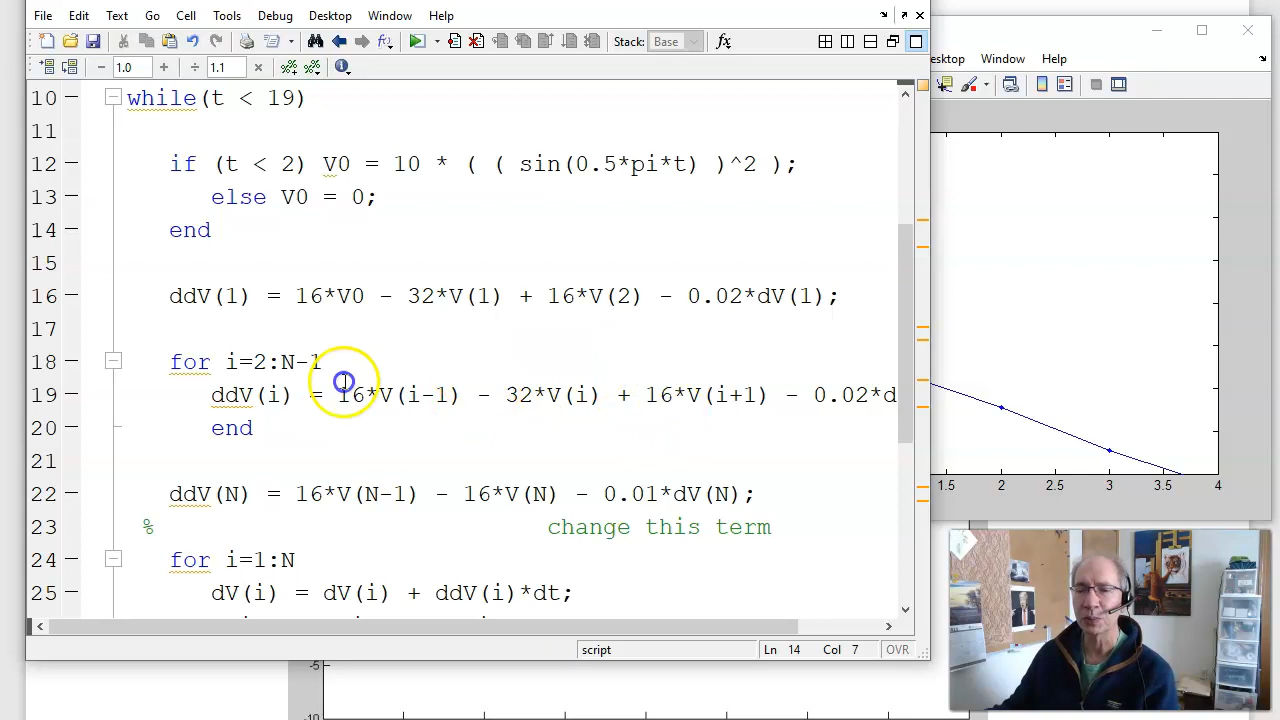 File Edit Text Go Cell Tools Debug Desktop Window Help
Stack: Base fx
1.0 1.1
10 while(t < 19)
11
12 if (t < 2) V0 = 10 * ( ( sin(0.5*pi*t) )^2 );
13 else V0 = 0;
14 end
15
16 ddV(1) = 16*V0 - 32*V(1) + 16*V(2) - 0.02*dV(1);
17
18 for i=2:N-1
19 ddV(i) = 16*V(i-1) - 32*V(i) + 16*V(i+1) - 0.02*d
20 end
21
22 ddV(N) = 16*V(N-1) - 16*V(N) - 0.01*dV(N);
23 % change this term
24 for i=1:N
25 dV(i) = dV(i) + ddV(i)*dt;
script Ln 14 Col 7 OVR
esktop Window Help
1.5 2 2.5 3 3.5 4
-5
-10